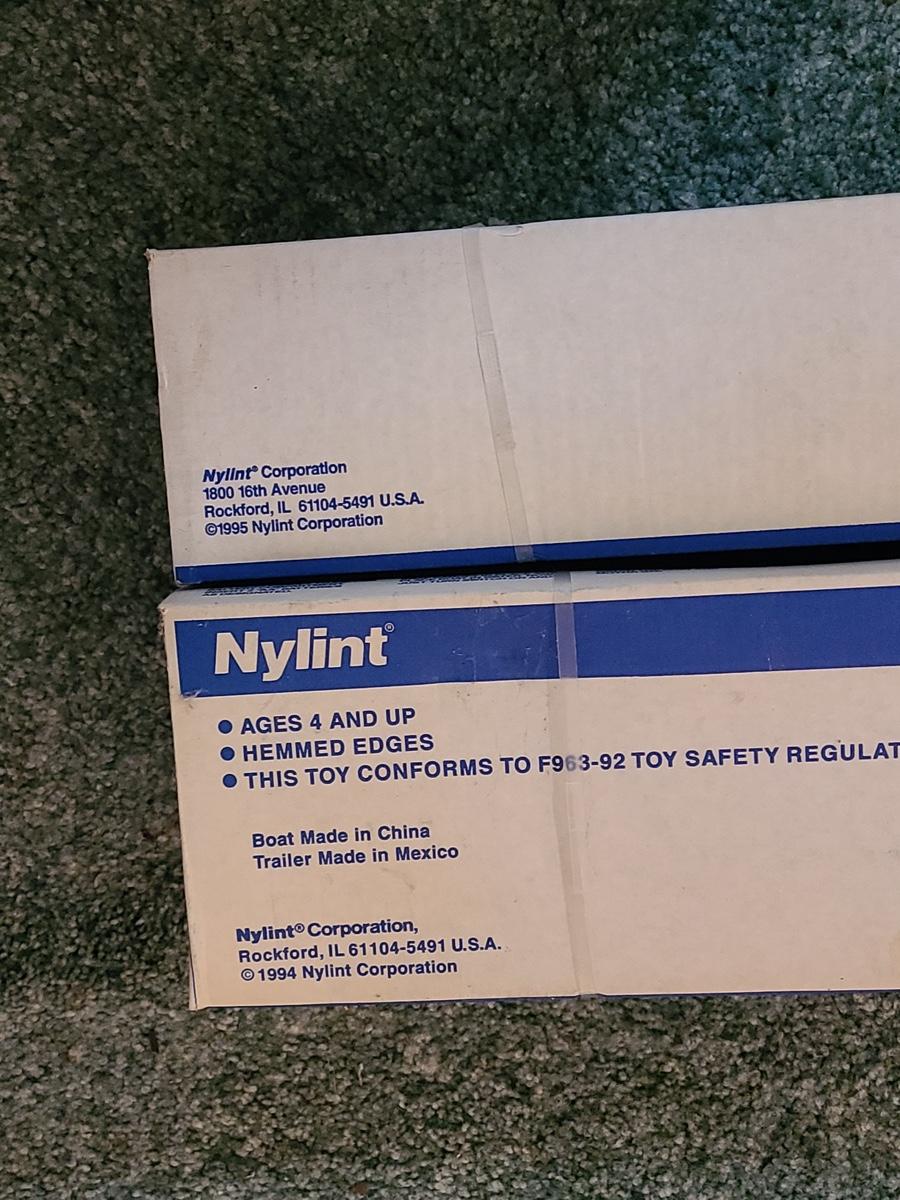 Nylint® Corporation
1800 16th Avenue
Rockford, IL 61104-5491 U.S.A.
©1995 Nylint Corporation
Nylint®
● AGES 4 AND UP
● HEMMED EDGES
● THIS TOY CONFORMS TO F963-92 TOY SAFETY REGULAT
Boat Made in China
Trailer Made in Mexico
Nylint® Corporation,
Rockford, IL 61104-5491 U.S.A.
© 1994 Nylint Corporation